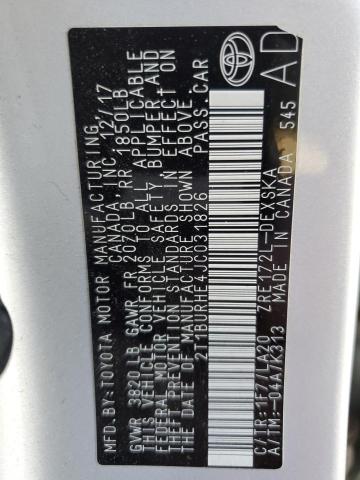 MFD. BY: TOYOTA MOTOR MANUFACTURING,
CANADA, INC. 12/17
GVWR 3820LB GAWR FR 2070LB RR 1850LB
THIS VEHICLE CONFORMS TO ALL APPLICABLE
FEDERAL MOTOR VEHICLE SAFETY, BUMPER AND
THEFT PREVENTION STANDARDS IN EFFECT ON
THE DATE OF MANUFACTURE SHOWN ABOVE.
2T1BURHE4JC031826 PASS. CAR
C/TR: 1F7/LA20 ZRE172L-DEXSKA
A/TM: -04A/K313 MADE IN CANADA 545
TOYOTA AD